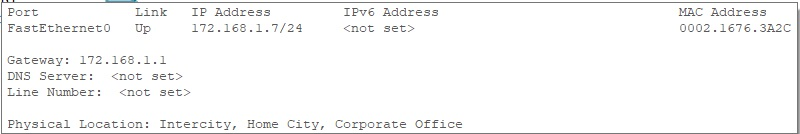 Port Link IP Address IPv6 Address MAC Address
FastEthernet0 Up 172.168.1.7/24 <not set> 0002.1676.3A2C
Gateway: 172.168.1.1
DNS Server: <not set>
Line Number: <not set>
Physical Location: Intercity, Home City, Corporate Office